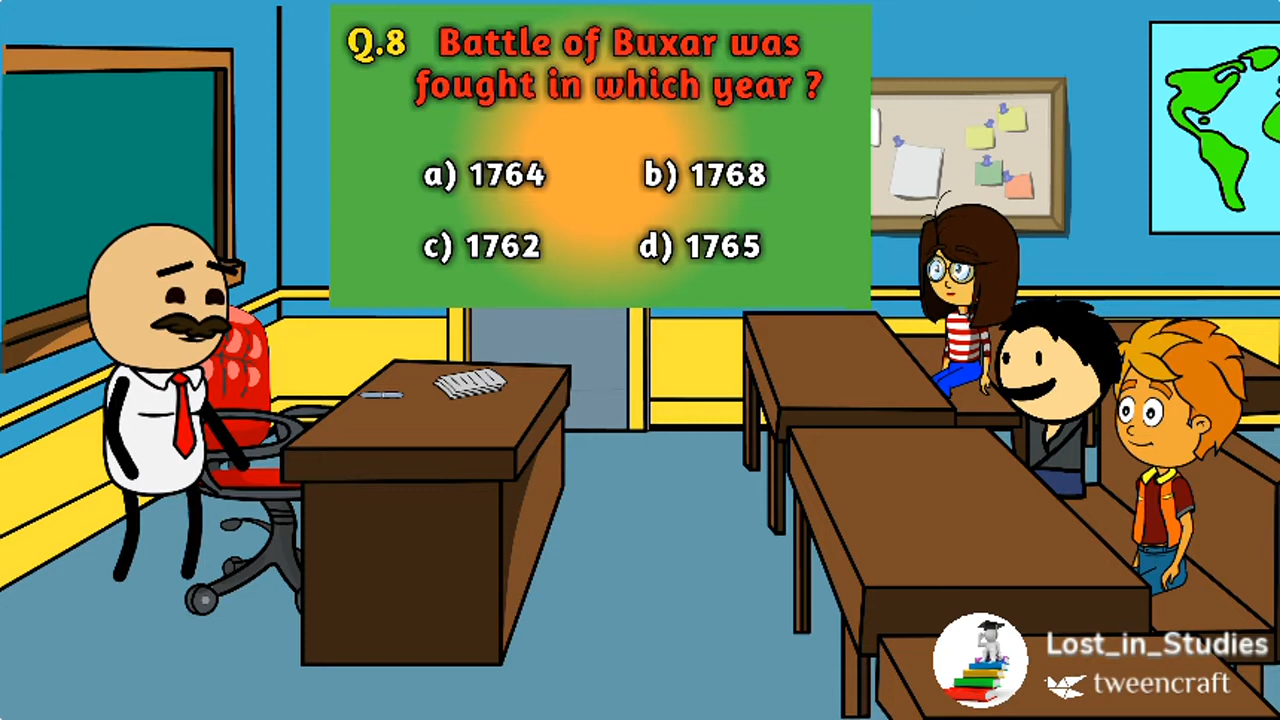 Q.8 Battle of Buxar was
fought in which year ?
a) 1764 b) 1768
c) 1762 d) 1765
Lost_in_Studies
tweencraft